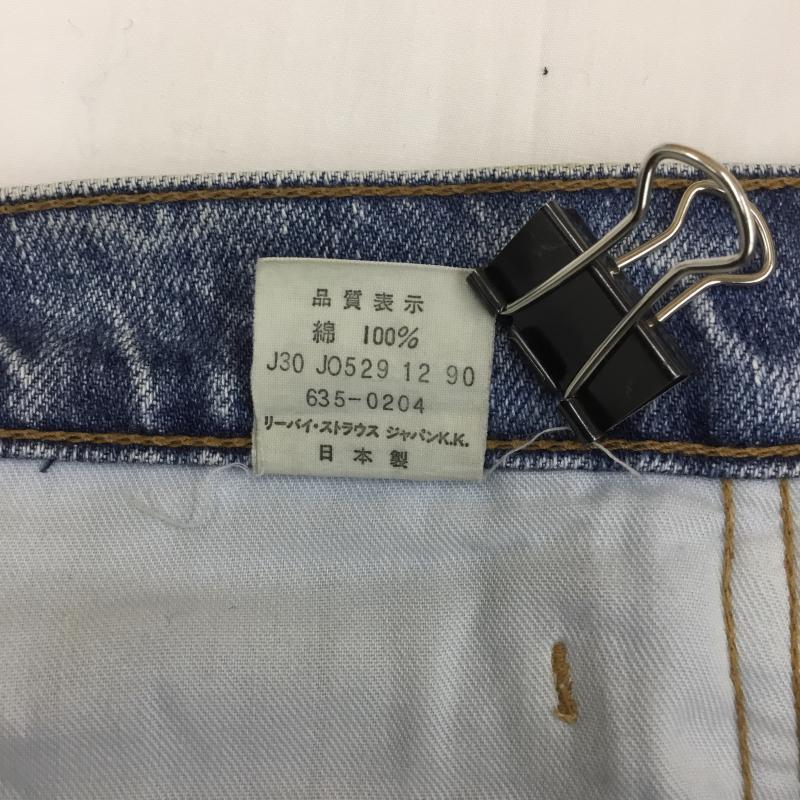 品質表示
綿 100%
J30 JO529 12 90
635-0204
リーバイ・ストラウス ジャパンK.K.
日本製